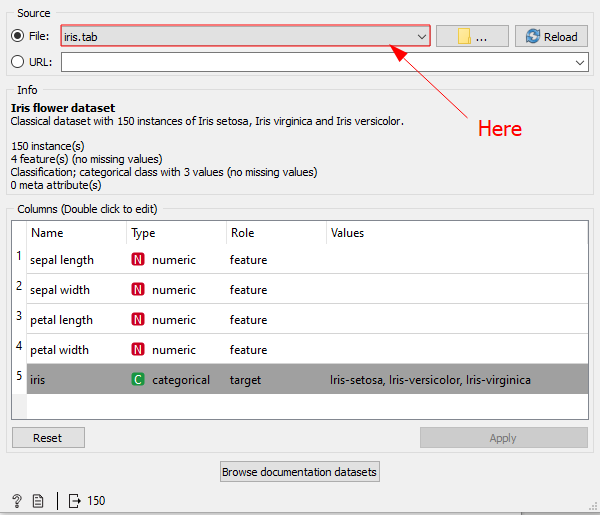 Source
File: iris.tab ... Reload
URL:
Here
Info
Iris flower dataset
Classical dataset with 150 instances of Iris setosa, Iris virginica and Iris versicolor.
150 instance(s)
4 feature(s) (no missing values)
Classification; categorical class with 3 values (no missing values)
0 meta attribute(s)
Columns (Double click to edit)
Name Type Role Values
1 sepal length N numeric feature
2 sepal width N numeric feature
3 petal length N numeric feature
4 petal width N numeric feature
5 iris C categorical target Iris-setosa, Iris-versicolor, Iris-virginica
Reset Apply
Browse documentation datasets
? 150